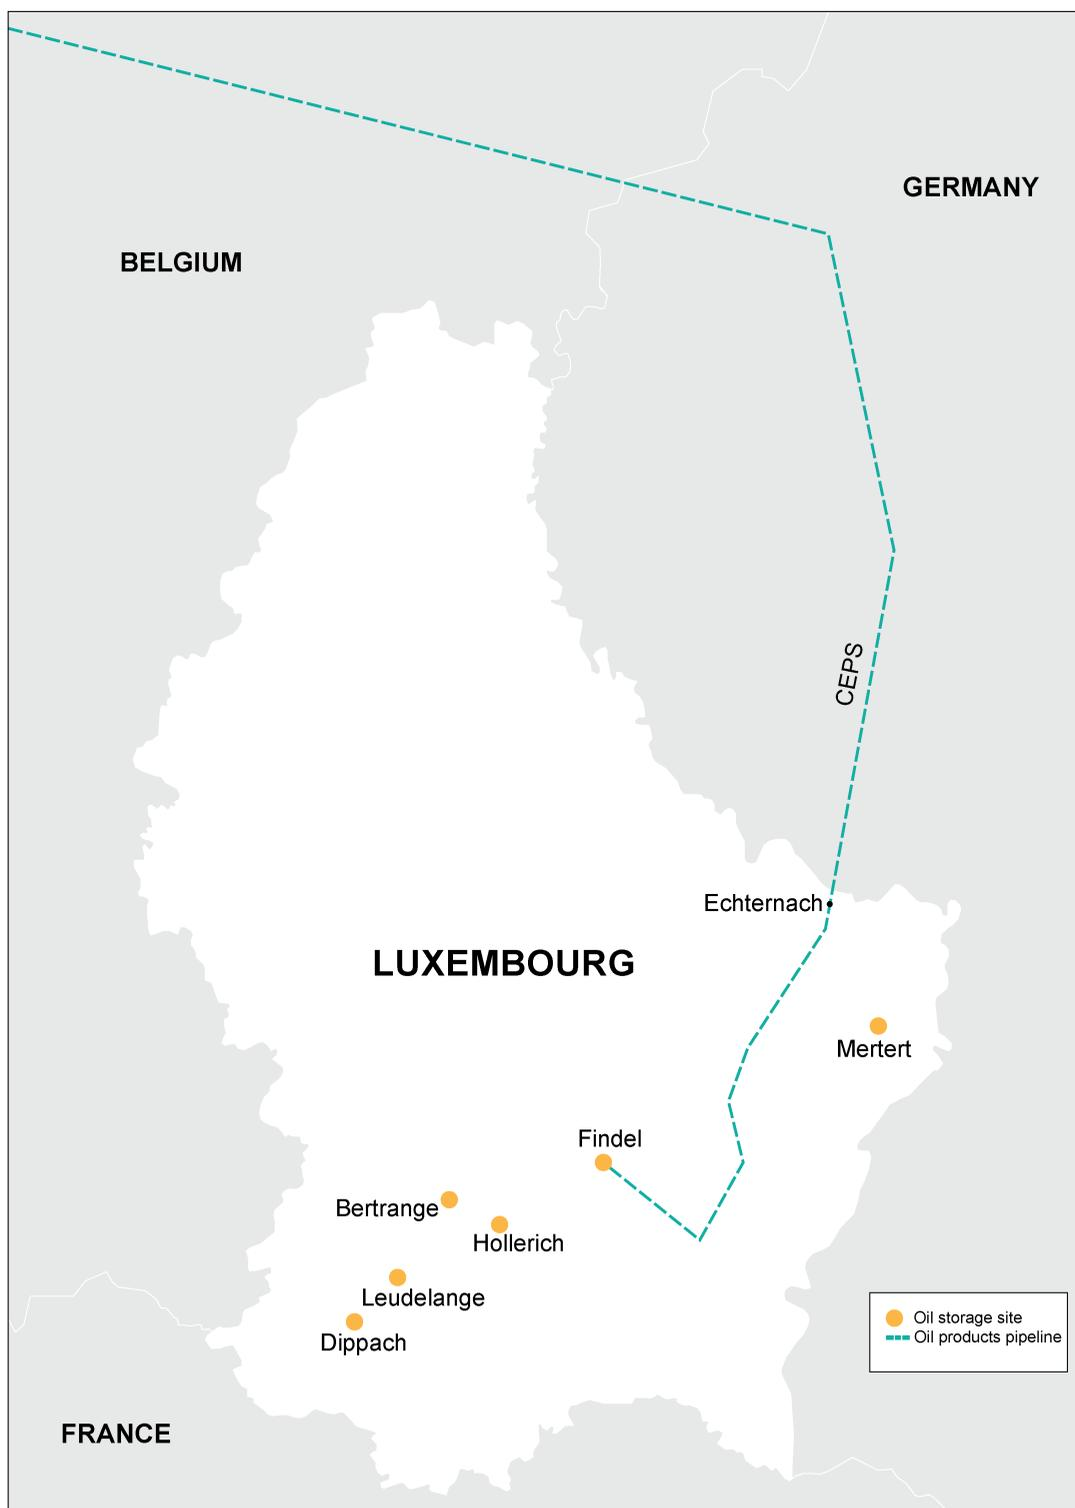 GERMANY
BELGIUM
CEPS
Echternach
LUXEMBOURG
Mertert
Findel
Bertrange
Hollerich
Leudelange
Dippach
Oil storage site
Oil products pipeline
FRANCE